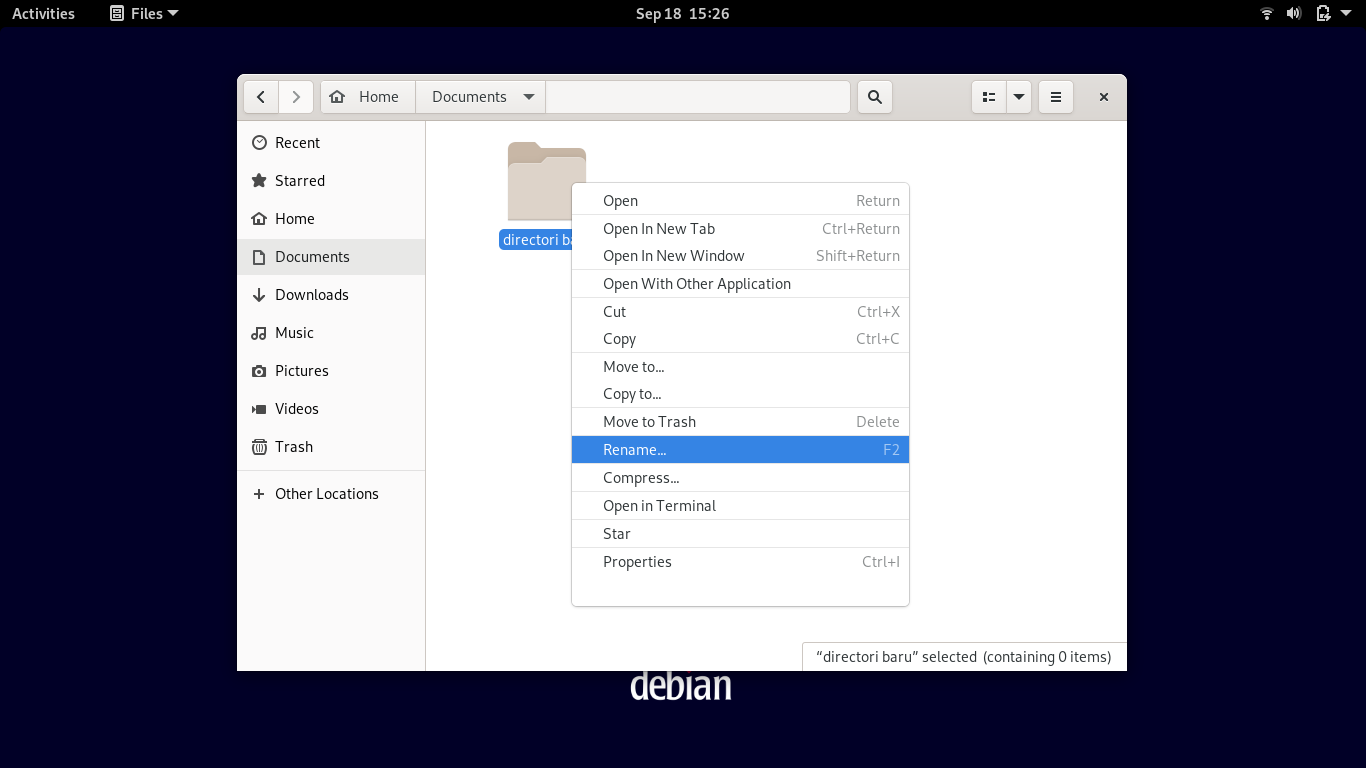 Activities Files Sep 18 15:26
Home Documents
Recent
Starred
Home
Documents
Downloads
Music
Pictures
Videos
Trash
Other Locations
directori ba
Open Return
Open In New Tab Ctrl+Return
Open In New Window Shift+Return
Open With Other Application
Cut Ctrl+X
Copy Ctrl+C
Move to...
Copy to...
Move to Trash Delete
Rename... F2
Compress...
Open in Terminal
Star
Properties Ctrl+I
“directori baru” selected (containing 0 items)
debian